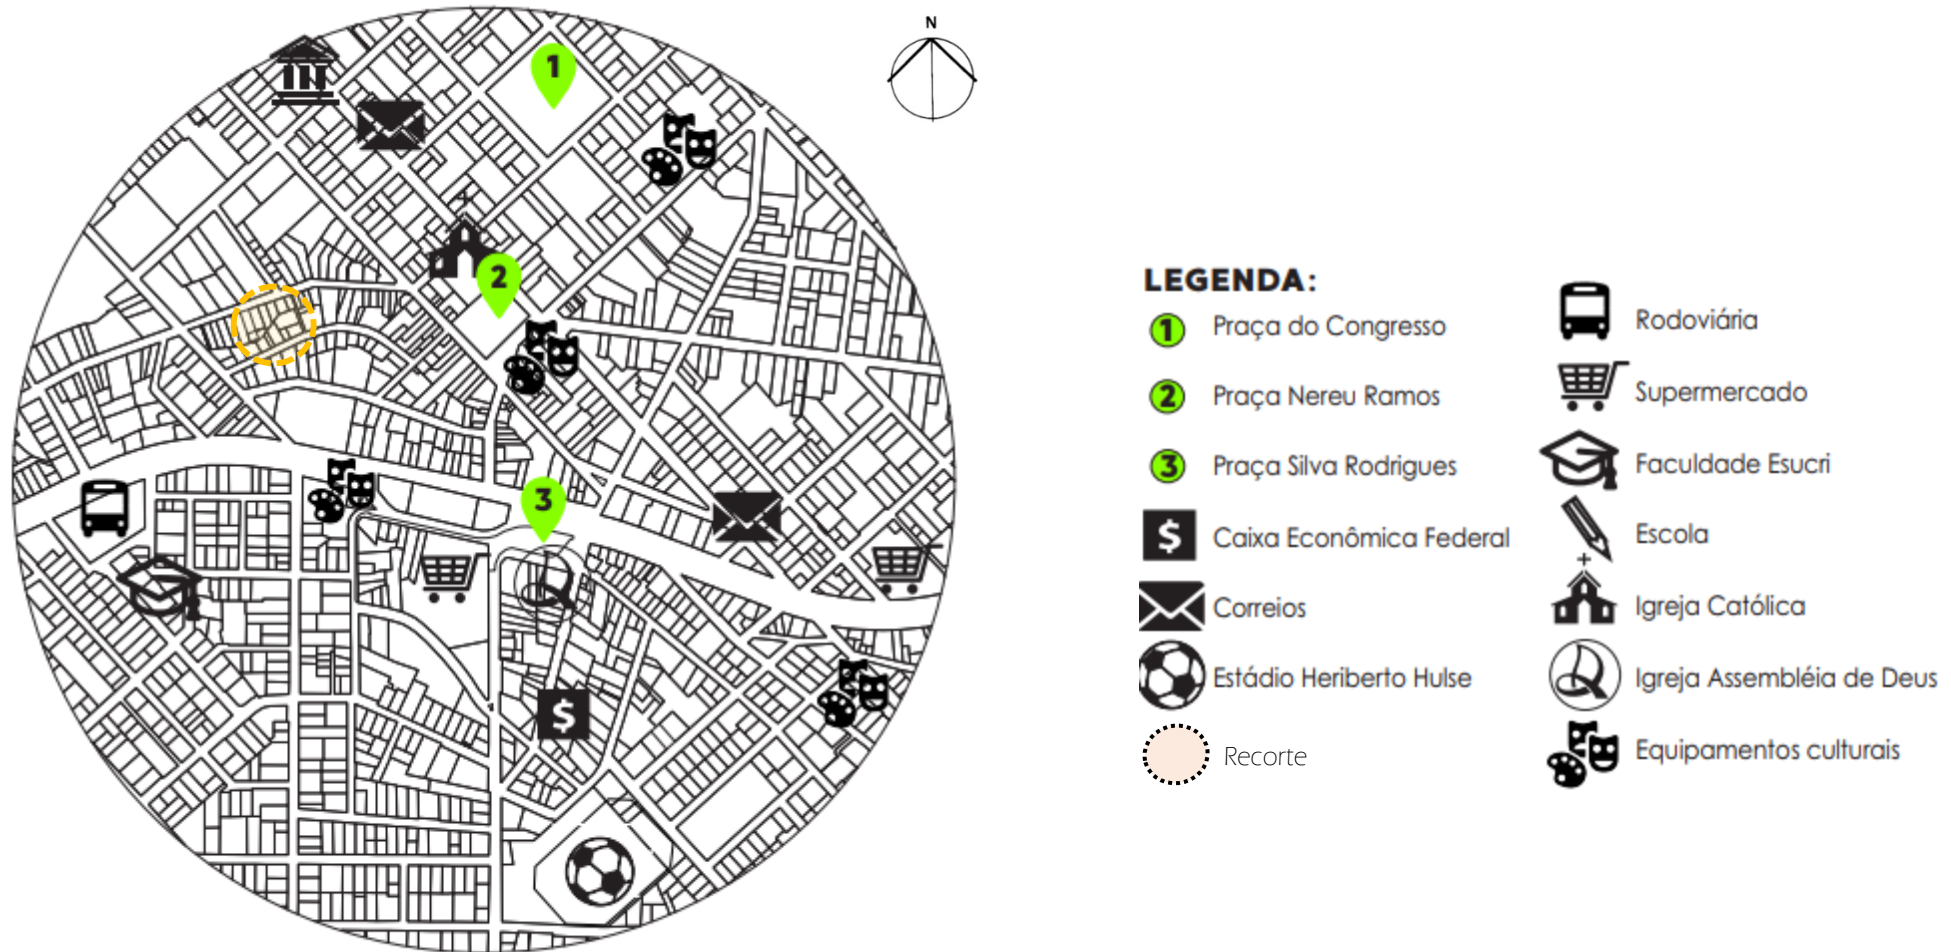 N
1
2
3
$
LEGENDA:
1 Praça do Congresso
2 Praça Nereu Ramos
3 Praça Silva Rodrigues
$ Caixa Econômica Federal
Correios
Estádio Heriberto Hulse
Recorte
Rodoviária
Supermercado
Faculdade Esucri
Escola
Igreja Católica
Igreja Assembléia de Deus
Equipamentos culturais